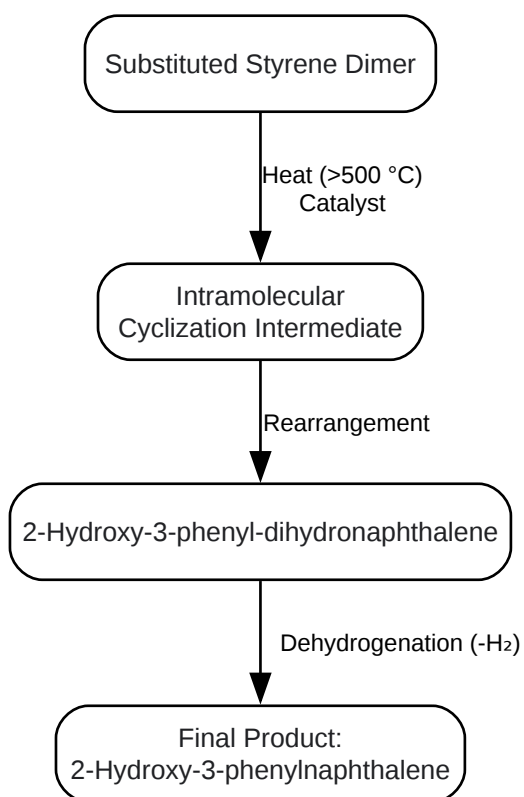 Substituted Styrene Dimer
Heat (>500 °C)
Catalyst
Intramolecular
Cyclization Intermediate
Rearrangement
2-Hydroxy-3-phenyl-dihydronaphthalene
Dehydrogenation (-H₂)
Final Product:
2-Hydroxy-3-phenylnaphthalene